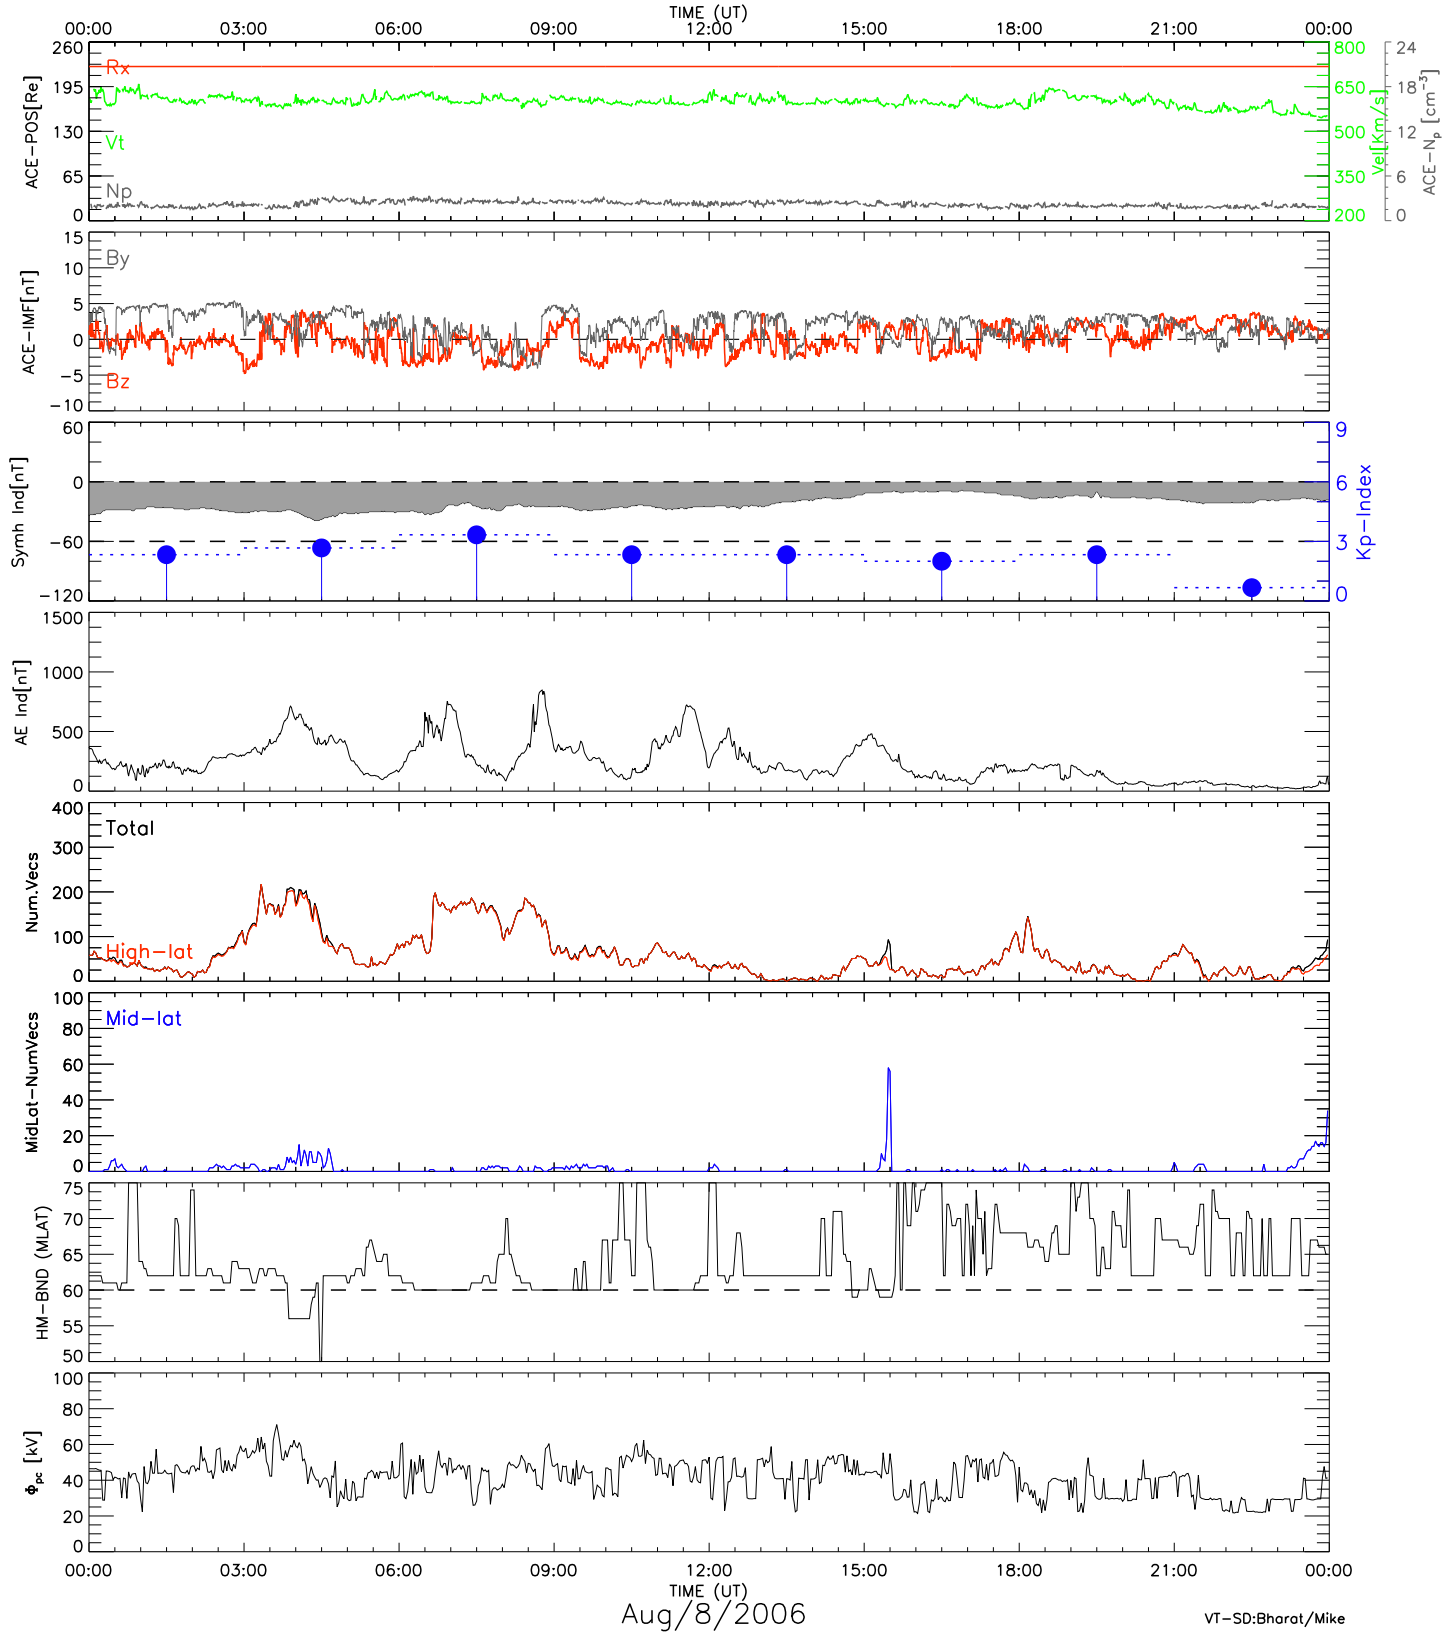 TIME (UT)
00:00 03:00 06:00 09:00 12:00 15:00 18:00 21:00 00:00
ACE-POS[Re]
260
195
130
65
0
Rx
Vt
Np
800
650
500
350
200
Vel[Km/s]
24
18
12
6
0
ACE-Np [cm-3]
ACE-IMF[nT]
15
10
5
0
-5
-10
By
Bz
Symh Ind[nT]
60
0
-60
-120
9
6
3
0
Kp-Index
AE Ind[nT]
1500
1000
500
0
Num.Vecs
400
300
200
100
0
Total
High-lat
MidLat-NumVecs
100
80
60
40
20
0
Mid-lat
HM-BND (MLAT)
75
70
65
60
55
50
Φpc [kV]
100
80
60
40
20
0
00:00 03:00 06:00 09:00 12:00 15:00 18:00 21:00 00:00
TIME (UT)
Aug/8/2006
VT-SD:Bharat/Mike